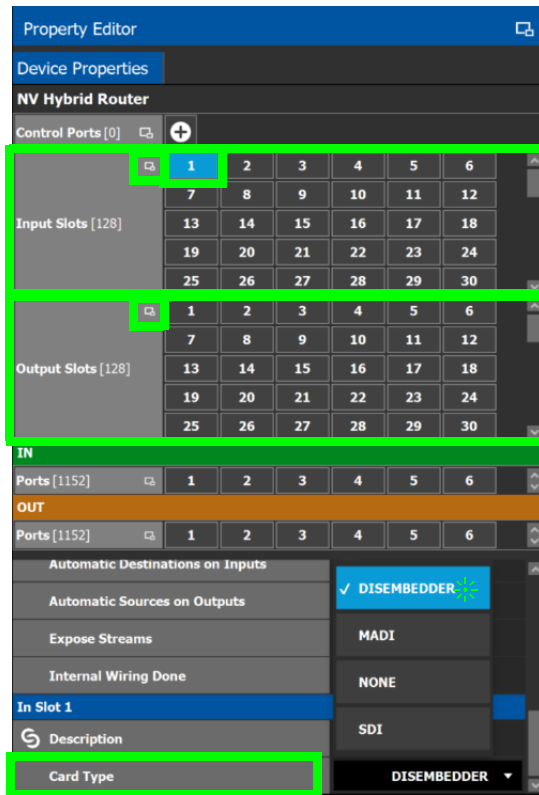 Property Editor
Device Properties
NV Hybrid Router
Control Ports [0]
1 2 3 4 5 6
7 8 9 10 11 12
Input Slots [128] 13 14 15 16 17 18
19 20 21 22 23 24
25 26 27 28 29 30
1 2 3 4 5 6
7 8 9 10 11 12
Output Slots [128] 13 14 15 16 17 18
19 20 21 22 23 24
25 26 27 28 29 30
IN
Ports [1152] 1 2 3 4 5 6
OUT
Ports [1152] 1 2 3 4 5 6
Automatic Destinations on Inputs
✓ DISEMBEDDER
Automatic Sources on Outputs
Expose Streams MADI
Internal Wiring Done NONE
In Slot 1
Description SDI
Card Type DISEMBEDDER